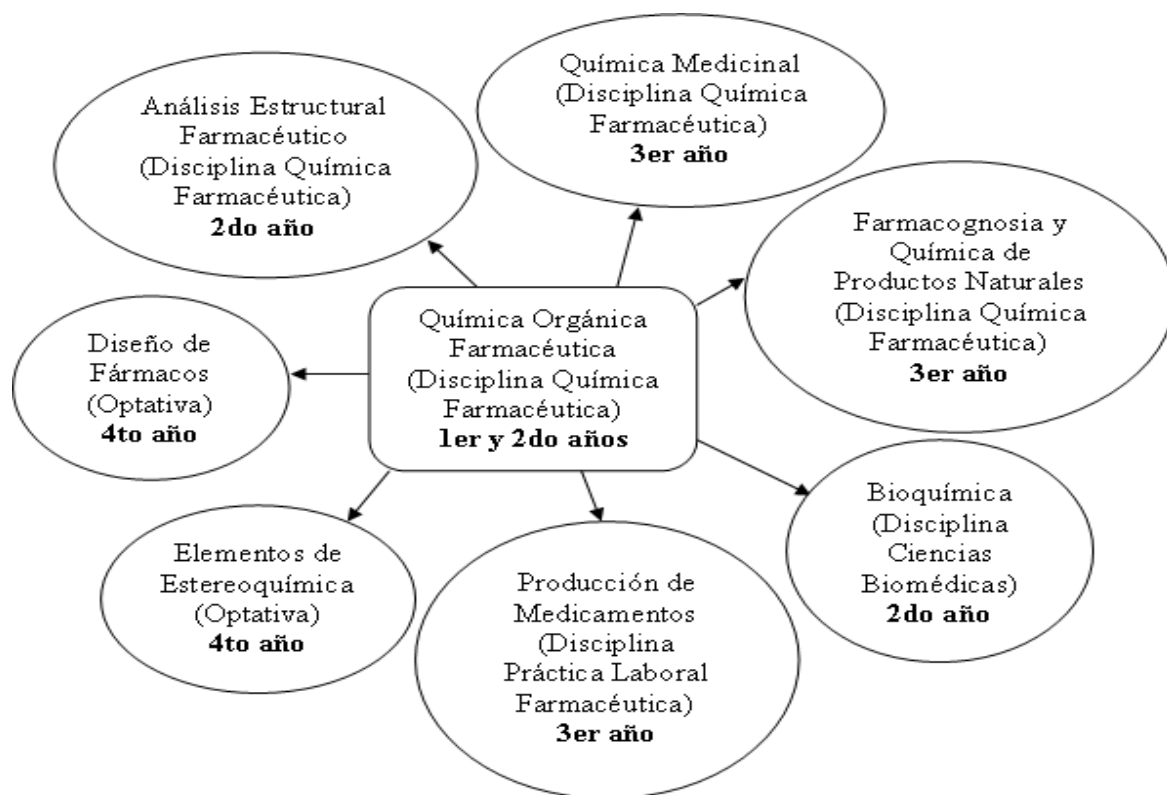 Química Medicinal
(Disciplina Química
Farmacéutica)
3er año
Análisis Estructural
Farmacéutico
(Disciplina Química
Farmacéutica)
2do año
Farmacognosia y
Química de
Productos Naturales
(Disciplina Química
Farmacéutica)
3er año
Química Orgánica
Farmacéutica
(Disciplina Química
Farmacéutica)
1er y 2do años
Diseño de
Fármacos
(Optativa)
4to año
Bioquímica
(Disciplina
Ciencias
Biomédicas)
2do año
Elementos de
Estereoquímica
(Optativa)
4to año
Producción de
Medicamentos
(Disciplina
Práctica Laboral
Farmacéutica)
3er año